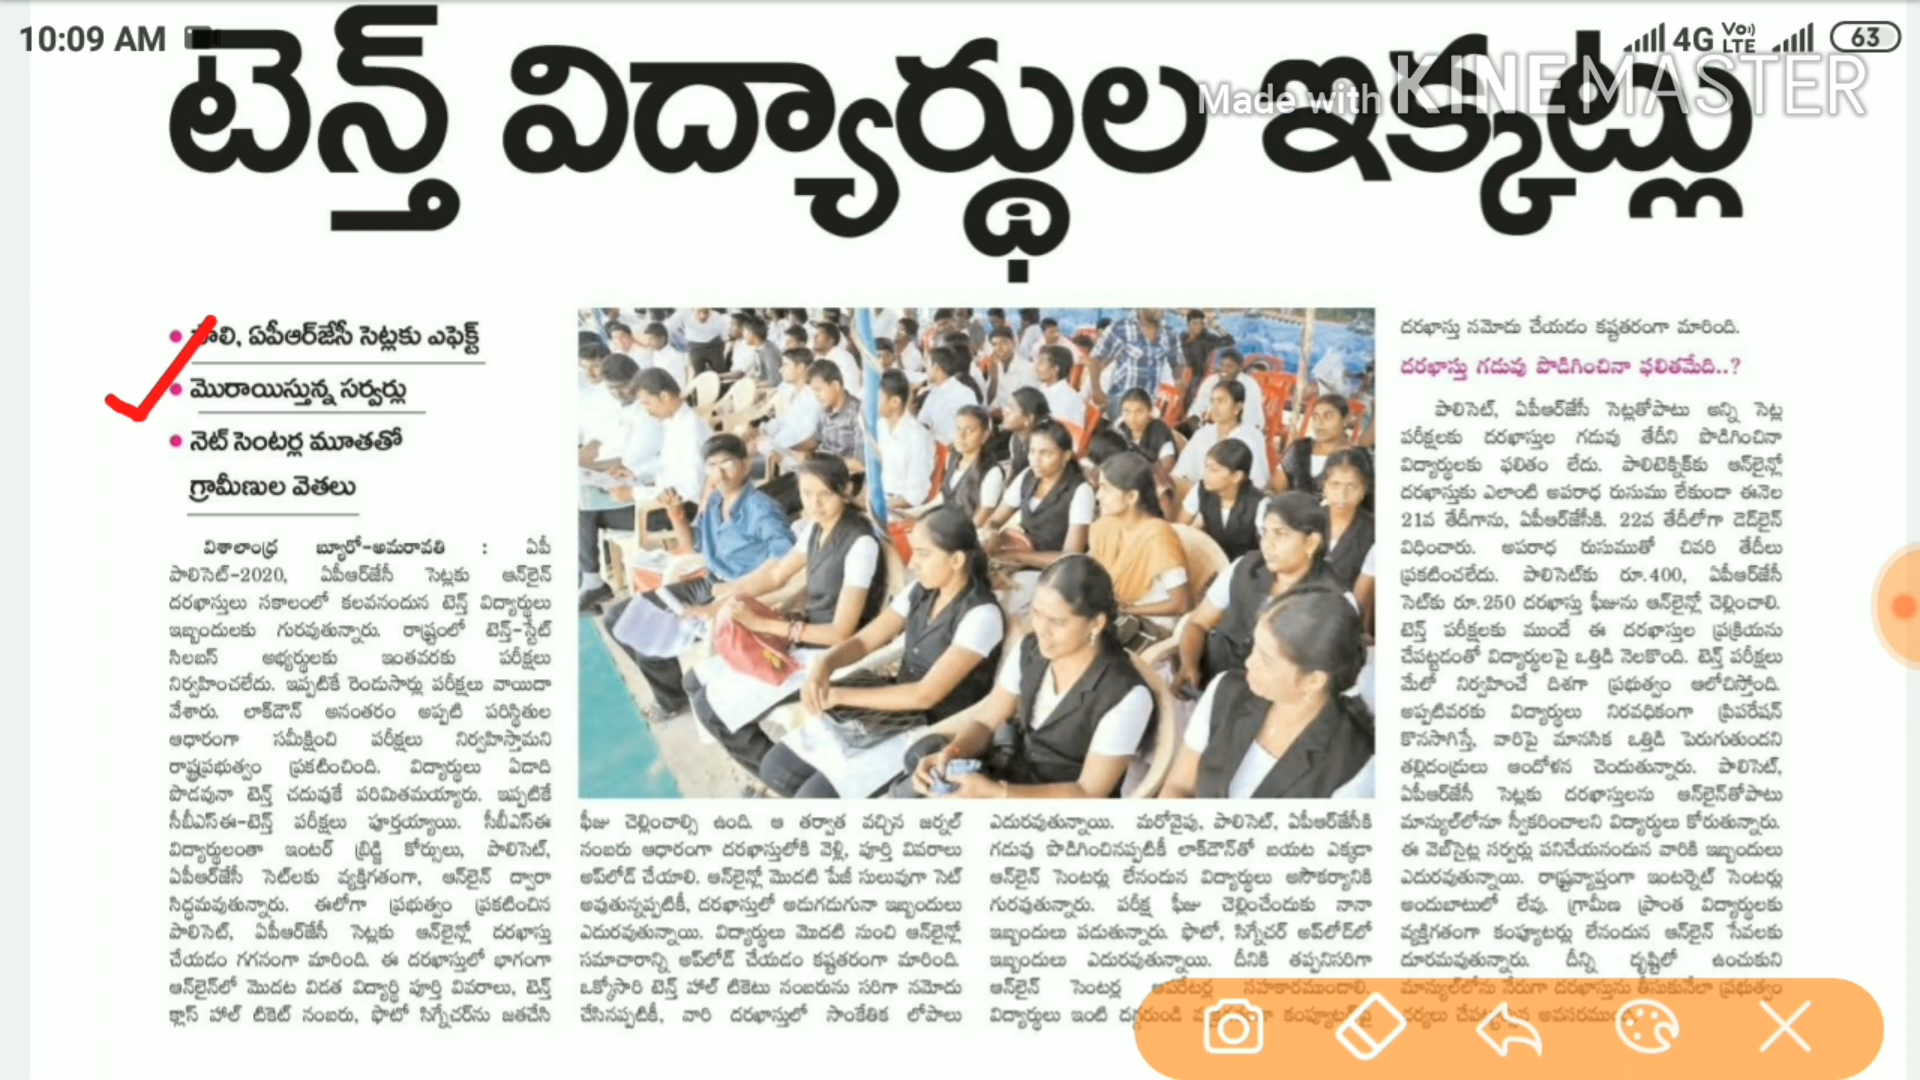 10:09 AM
4G VoLTE 63
Made with KINEMASTER
టెన్త్ విద్యార్థుల ఇక్కట్లు
, ఏపీఆర్‌జేసీ సెట్లకు ఎఫెక్ట్
మొరాయిస్తున్న సర్వర్లు
నెట్ సెంటర్ల మూతతో
గ్రామీణుల వెతలు
విశాలాంధ్ర బ్యూరో-అమరావతి : ఏపీ
పాలిసెట్-2020, ఏపీఆర్‌జేసీ సెట్లకు ఆన్‌లైన్
దరఖాస్తులు సకాలంలో కలవనందున టెన్త్ విద్యార్థులు
ఇబ్బందులకు గురవుతున్నారు. రాష్ట్రంలో టెన్త్-స్టేట్
సిలబస్ అభ్యర్థులకు ఇంతవరకు పరీక్షలు
నిర్వహించలేదు. ఇప్పటికే రెండుసార్లు పరీక్షలు వాయిదా
వేశారు. లాక్‌డౌన్ అనంతరం అప్పటి పరిస్థితుల
ఆధారంగా సమీక్షించి పరీక్షలు నిర్వహిస్తామని
రాష్ట్రప్రభుత్వం ప్రకటించింది. విద్యార్థులు ఏడాది
పొడవునా టెన్త్ చదువుకే పరిమితమయ్యారు. ఇప్పటికే
సీబీఎస్ఈ-టెన్త్ పరీక్షలు పూర్తయ్యాయి. సీబీఎస్ఈ
విద్యార్థులంతా ఇంటర్ బ్రిడ్జి కోర్సులు, పాలిసెట్,
ఏపీఆర్‌జేసీ సెట్‌లకు వ్యక్తిగతంగా, ఆన్‌లైన్ ద్వారా
సిద్ధమవుతున్నారు. ఈలోగా ప్రభుత్వం ప్రకటించిన
పాలిసెట్, ఏపీఆర్‌జేసీ సెట్లకు ఆన్‌లైన్లో దరఖాస్తు
చేయడం గగనంగా మారింది. ఈ దరఖాస్తులో భాగంగా
ఆన్‌లైన్‌లో మొదట విడత విద్యార్థి పూర్తి వివరాలు, టెన్త్
క్లాస్ హాల్ టికెట్ నంబరు, ఫొటో సిగ్నేచర్‌ను జతచేసి
ఫీజు చెల్లించాల్సి ఉంది. ఆ తర్వాత వచ్చిన జర్నల్
నంబరు ఆధారంగా దరఖాస్తులోకి వెళ్లి, పూర్తి వివరాలు
అప్‌లోడ్ చేయాలి. ఆన్‌లైన్లో మొదటి పేజీ సులువుగా సెట్
అవుతున్నప్పటికీ, దరఖాస్తులో అడుగడుగునా ఇబ్బందులు
ఎదురవుతున్నాయి. విద్యార్థులు మొదటి నుంచి ఆన్‌లైన్లో
సమాచారాన్ని అప్‌లోడ్ చేయడం కష్టతరంగా మారింది.
ఒక్కోసారి టెన్త్ హాల్ టికెటు నంబరును సరిగా నమోదు
చేసినప్పటికీ, వారి దరఖాస్తులో సాంకేతిక లోపాలు
ఎదురవుతున్నాయి. మరోవైపు, పాలిసెట్, ఏపీఆర్‌జేసీకి
గడువు పొడిగించినప్పటికీ లాక్‌డౌన్‌తో బయట ఎక్కడా
ఆన్‌లైన్ సెంటర్లు లేనందున విద్యార్థులు అసౌకర్యానికి
గురవుతున్నారు. పరీక్ష ఫీజు చెల్లించేందుకు నానా
ఇబ్బందులు పడుతున్నారు. ఫొటో, సిగ్నేచర్ అప్‌లోడ్‌లో
ఇబ్బందులు ఎదురవుతున్నాయి. దీనికి తప్పనిసరిగా
ఆన్‌లైన్ సెంటర్ల ఆపరేటర్ల సహకారముండాలి.
విద్యార్థులు ఇంటి కంప్యూటర్‌పై
దరఖాస్తు నమోదు చేయడం కష్టతరంగా మారింది.
దరఖాస్తు గడువు పొడిగించినా ఫలితమేది..?
పాలిసెట్, ఏపీఆర్‌జేసీ సెట్లతోపాటు అన్ని సెట్ల
పరీక్షలకు దరఖాస్తుల గడువు తేదీని పొడిగించినా
విద్యార్థులకు ఫలితం లేదు. పాలిటెక్నిక్‌కు ఆన్‌లైన్లో
దరఖాస్తుకు ఎలాంటి అపరాధ రుసుము లేకుండా ఈనెల
21వ తేదీగాను, ఏపీఆర్‌జేసీకి. 22వ తేదీలోగా డెడ్‌లైన్
విధించారు. అపరాధ రుసుముతో చివరి తేదీలు
ప్రకటించలేదు. పాలిసెట్‌కు రూ.400, ఏపీఆర్‌జేసీ
సెట్‌కు రూ.250 దరఖాస్తు ఫీజును ఆన్‌లైన్లో చెల్లించాలి.
టెన్త్ పరీక్షలకు ముందే ఈ దరఖాస్తుల ప్రక్రియను
చేపట్టడంతో విద్యార్థులపై ఒత్తిడి నెలకొంది. టెన్త్ పరీక్షలు
మేలో నిర్వహించే దిశగా ప్రభుత్వం ఆలోచిస్తోంది.
అప్పటివరకు విద్యార్థులు నిరవధికంగా ప్రిపరేషన్
కొనసాగిస్తే, వారిపై మానసిక ఒత్తిడి పెరుగుతుందని
తల్లిదండ్రులు ఆందోళన చెందుతున్నారు. పాలిసెట్,
ఏపీఆర్‌జేసీ సెట్లకు దరఖాస్తులను ఆన్‌లైన్‌తోపాటు
మాన్యుల్‌లోనూ స్వీకరించాలని విద్యార్థులు కోరుతున్నారు.
ఈ వెబ్‌సైట్ల సర్వర్లు పనిచేయనందున వారికి ఇబ్బందులు
ఎదురవుతున్నాయి. రాష్ట్రవ్యాప్తంగా ఇంటర్నెట్ సెంటర్లు
అందుబాటులో లేవు. గ్రామీణ ప్రాంత విద్యార్థులకు
వ్యక్తిగతంగా కంప్యూటర్లు లేనందున ఆన్‌లైన్ సేవలకు
దూరమవుతున్నారు. దీన్ని దృష్టిలో ఉంచుకుని
మాన్యుల్‌లోను నేరుగా దరఖాస్తును తీసుకునేలా ప్రభుత్వం